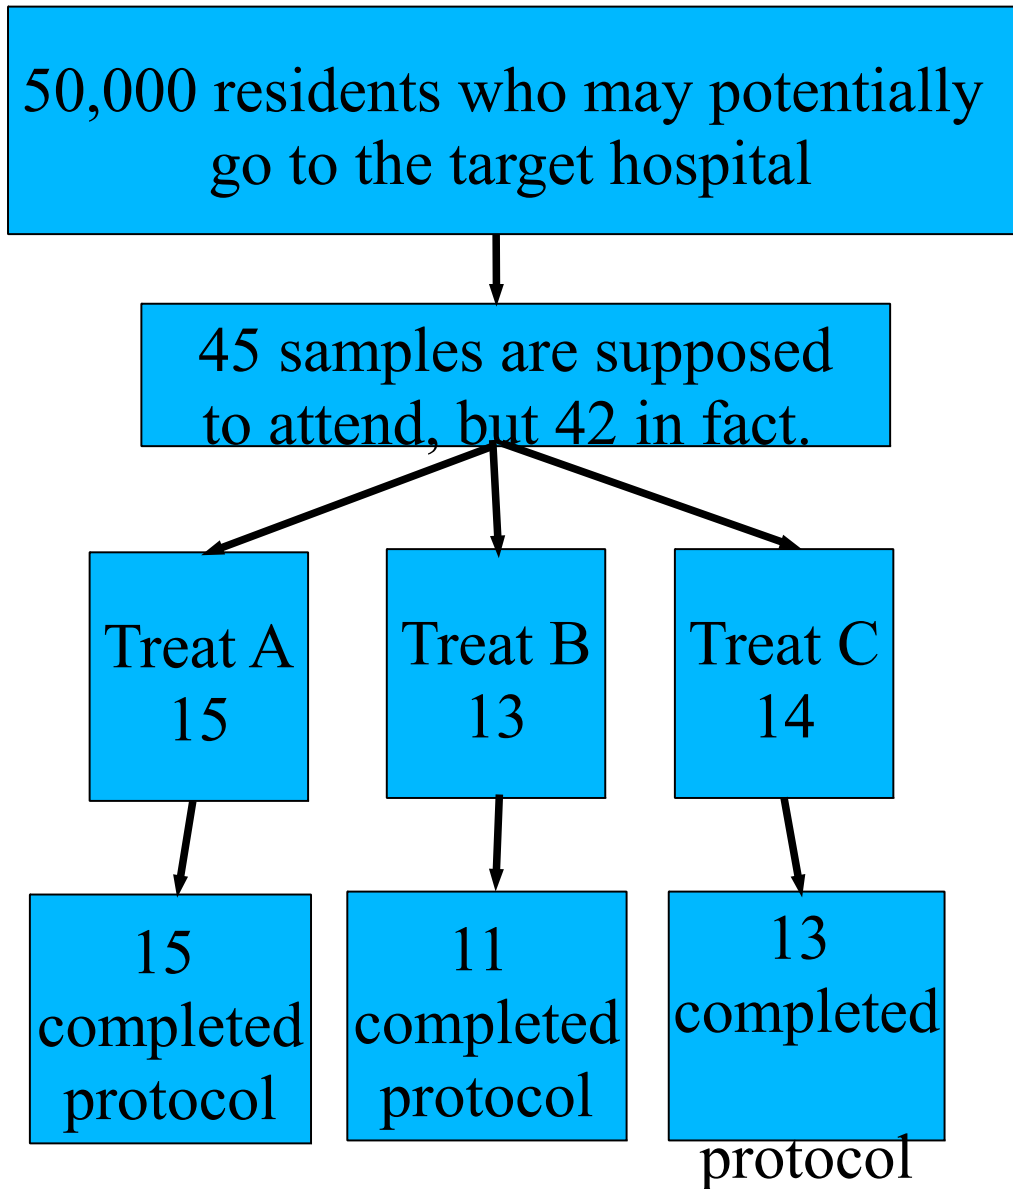 50,000 residents who may potentially
go to the target hospital
45 samples are supposed
to attend, but 42 in fact.
Treat A
15
Treat B
13
Treat C
14
15
completed
protocol
11
completed
protocol
13
completed
protocol